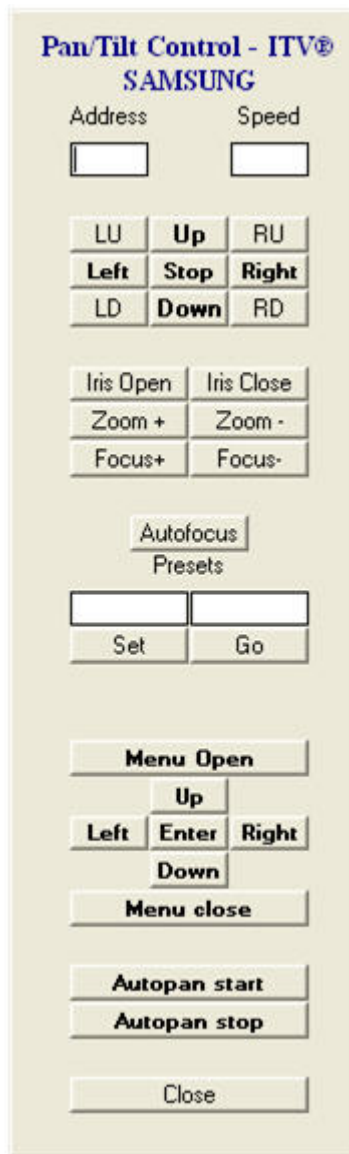 Pan/Tilt Control - ITV®
SAMSUNG
Address Speed
LU Up RU
Left Stop Right
LD Down RD
Iris Open Iris Close
Zoom + Zoom -
Focus+ Focus-
Autofocus
Presets
Set Go
Menu Open
Up
Left Enter Right
Down
Menu close
Autopan start
Autopan stop
Close